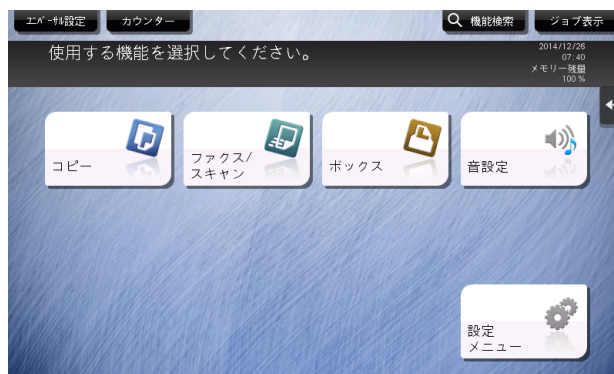 ユニバーサル設定
カウンター
機能検索
ジョブ表示
使用する機能を選択してください。
2014/12/26
07:40
メモリー残量
100 %
コピー
ファクス/
スキャン
ボックス
音設定
設定
メニュー